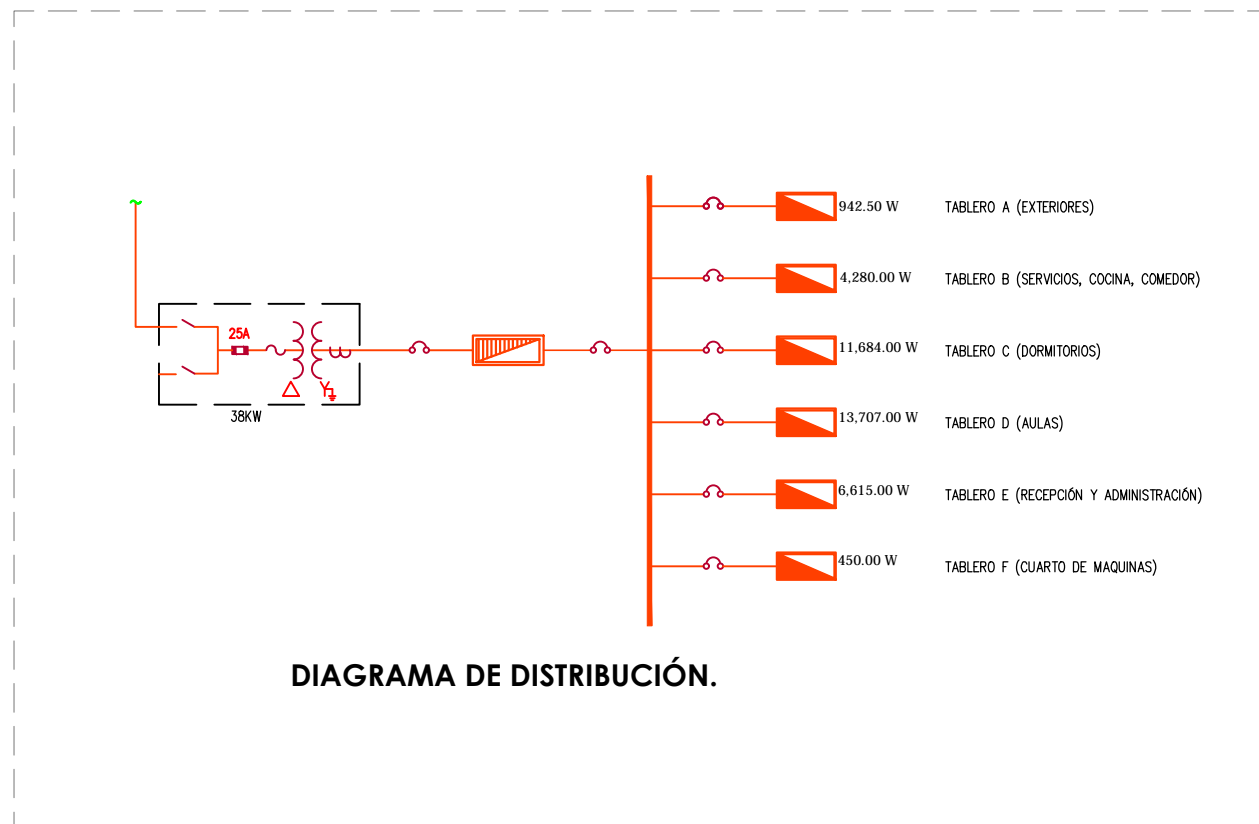 942.50 W TABLERO A (EXTERIORES)
4,280.00 W TABLERO B (SERVICIOS, COCINA, COMEDOR)
25A
11,684.00 W TABLERO C (DORMITORIOS)
38KW
13,707.00 W TABLERO D (AULAS)
6,615.00 W TABLERO E (RECEPCIÓN Y ADMINISTRACIÓN)
450.00 W TABLERO F (CUARTO DE MAQUINAS)
DIAGRAMA DE DISTRIBUCIÓN.